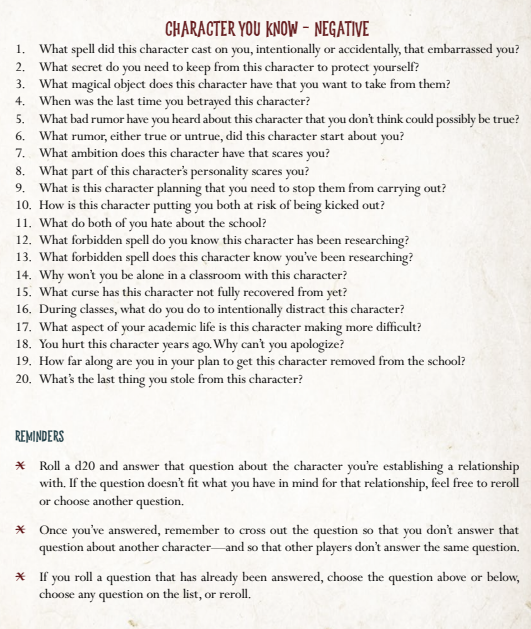 CHARACTER YOU KNOW – NEGATIVE
1. What spell did this character cast on you, intentionally or accidentally, that embarrassed you?
2. What secret do you need to keep from this character to protect yourself?
3. What magical object does this character have that you want to take from them?
4. When was the last time you betrayed this character?
5. What bad rumor have you heard about this character that you don't think could possibly be true?
6. What rumor, either true or untrue, did this character start about you?
7. What ambition does this character have that scares you?
8. What part of this character's personality scares you?
9. What is this character planning that you need to stop them from carrying out?
10. How is this character putting you both at risk of being kicked out?
11. What do both of you hate about the school?
12. What forbidden spell do you know this character has been researching?
13. What forbidden spell does this character know you've been researching?
14. Why won't you be alone in a classroom with this character?
15. What curse has this character not fully recovered from yet?
16. During classes, what do you do to intentionally distract this character?
17. What aspect of your academic life is this character making more difficult?
18. You hurt this character years ago. Why can't you apologize?
19. How far along are you in your plan to get this character removed from the school?
20. What's the last thing you stole from this character?
REMINDERS
Roll a d20 and answer that question about the character you're establishing a relationship
with. If the question doesn't fit what you have in mind for that relationship, feel free to reroll
or choose another question.
Once you've answered, remember to cross out the question so that you don't answer that
question about another character—and so that other players don't answer the same question.
If you roll a question that has already been answered, choose the question above or below,
choose any question on the list, or reroll.